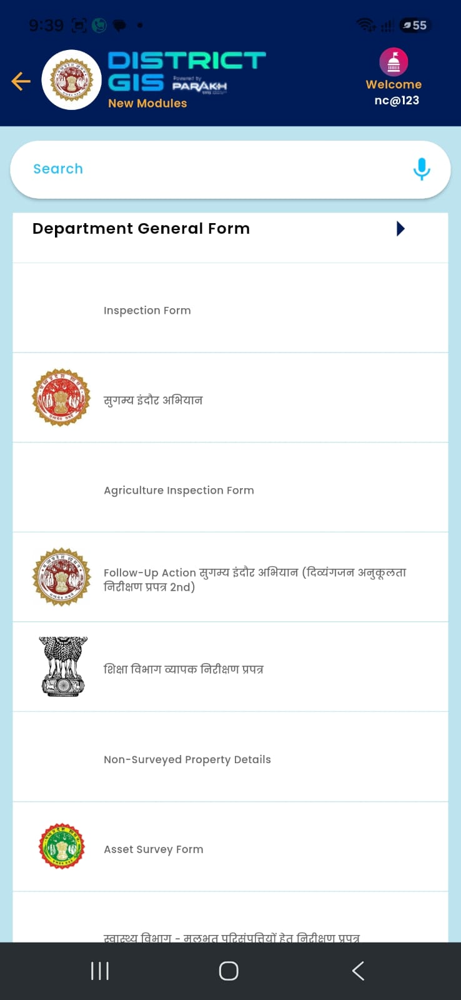 9:39
55
DISTRICT
GIS Powered by
PARAKH
New Modules
Welcome
nc@123
Search
Department General Form
Inspection Form
सुगम्य इंदौर अभियान
Agriculture Inspection Form
Follow-Up Action सुगम्य इंदौर अभियान (दिव्यंगजन अनुकूलता
निरीक्षण प्रपत्र 2nd)
शिक्षा विभाग व्यापक निरीक्षण प्रपत्र
Non-Surveyed Property Details
Asset Survey Form
स्वास्थ्य विभाग - मूलभूत परिसंपत्तियों हेतु निरीक्षण प्रपत्र